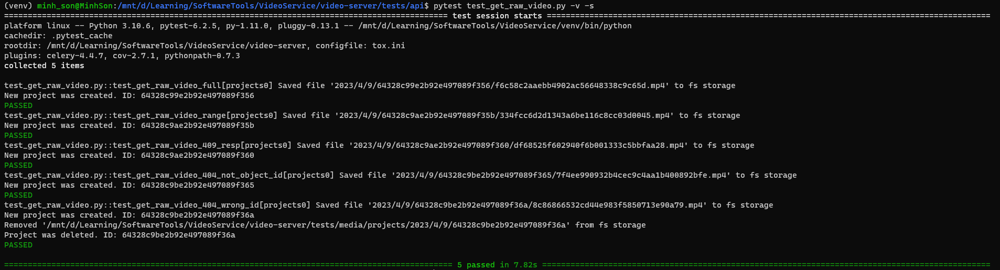 (venv) minh_son@MinhSon:/mnt/d/Learning/SoftwareTools/VideoService/video-server/tests/api$ pytest test_get_raw_video.py -v -s
============================================================================================== test session starts ==============================================================================================
platform linux -- Python 3.10.6, pytest-6.2.5, py-1.11.0, pluggy-0.13.1 -- /mnt/d/Learning/SoftwareTools/VideoService/venv/bin/python
cachedir: .pytest_cache
rootdir: /mnt/d/Learning/SoftwareTools/VideoService/video-server, configfile: tox.ini
plugins: celery-4.4.7, cov-2.7.1, pythonpath-0.7.3
collected 5 items
test_get_raw_video.py::test_get_raw_video_full[projects0] Saved file '2023/4/9/64328c99e2b92e497089f356/f6c58c2aaebb4902ac56648338c9c65d.mp4' to fs storage
New project was created. ID: 64328c99e2b92e497089f356
PASSED
test_get_raw_video.py::test_get_raw_video_range[projects0] Saved file '2023/4/9/64328c9ae2b92e497089f35b/334fcc6d2d1343a6be116c8cc03d0045.mp4' to fs storage
New project was created. ID: 64328c9ae2b92e497089f35b
PASSED
test_get_raw_video.py::test_get_raw_video_409_resp[projects0] Saved file '2023/4/9/64328c9ae2b92e497089f360/df68525f602940f6b001333c5bbfaa28.mp4' to fs storage
New project was created. ID: 64328c9ae2b92e497089f360
PASSED
test_get_raw_video.py::test_get_raw_video_404_not_object_id[projects0] Saved file '2023/4/9/64328c9be2b92e497089f365/7f4ee990932b4cec9c4aa1b400892bfe.mp4' to fs storage
New project was created. ID: 64328c9be2b92e497089f365
PASSED
test_get_raw_video.py::test_get_raw_video_404_wrong_id[projects0] Saved file '2023/4/9/64328c9be2b92e497089f36a/8c86866532cd44e983f5850713e90a79.mp4' to fs storage
New project was created. ID: 64328c9be2b92e497089f36a
Removed '/mnt/d/Learning/SoftwareTools/VideoService/video-server/tests/media/projects/2023/4/9/64328c9be2b92e497089f36a' from fs storage
Project was deleted. ID: 64328c9be2b92e497089f36a
PASSED
=============================================================================================== 5 passed in 7.82s ===============================================================================================